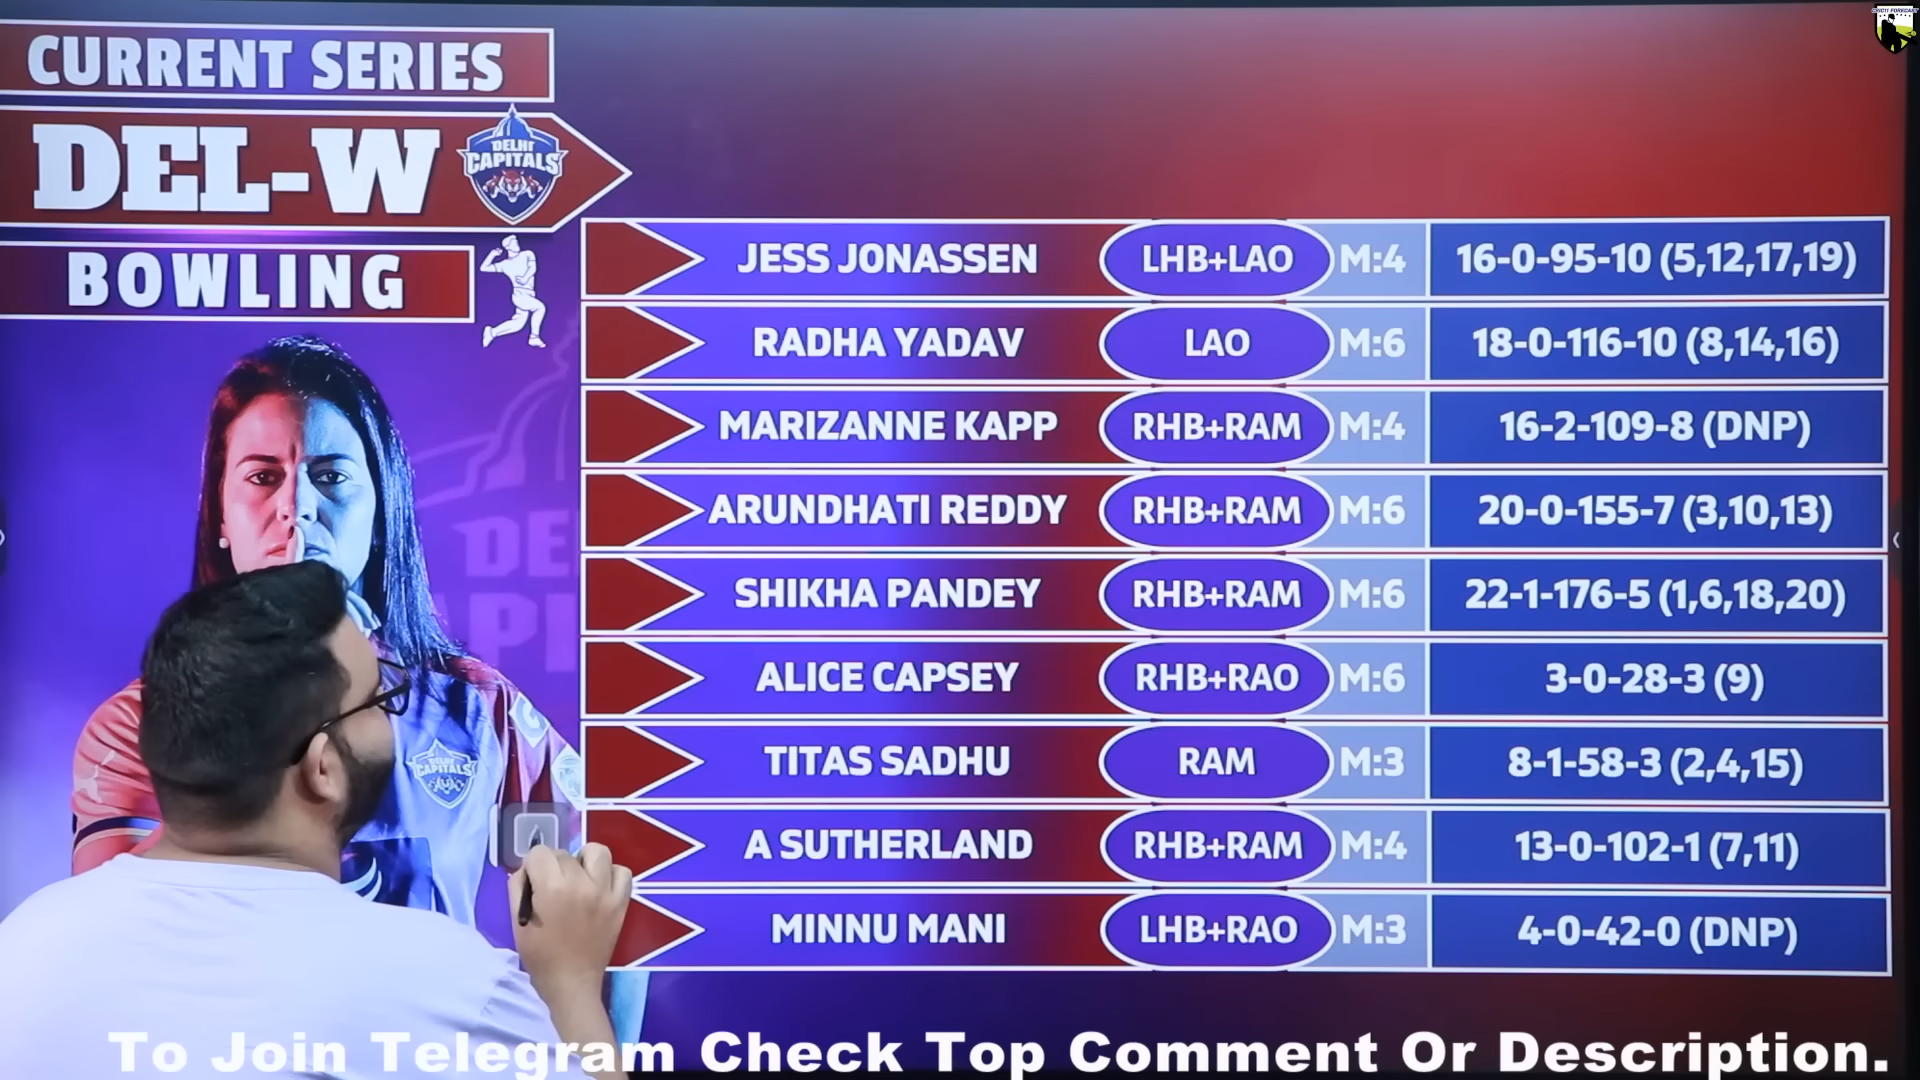 CRIC11 FORECAST
CURRENT SERIES
DEL-W
DELHI
CAPITALS
BOWLING
JESS JONASSEN LHB+LAO M:4 16-0-95-10 (5,12,17,19)
RADHA YADAV LAO M:6 18-0-116-10 (8,14,16)
MARIZANNE KAPP RHB+RAM M:4 16-2-109-8 (DNP)
ARUNDHATI REDDY RHB+RAM M:6 20-0-155-7 (3,10,13)
SHIKHA PANDEY RHB+RAM M:6 22-1-176-5 (1,6,18,20)
ALICE CAPSEY RHB+RAO M:6 3-0-28-3 (9)
TITAS SADHU RAM M:3 8-1-58-3 (2,4,15)
A SUTHERLAND RHB+RAM M:4 13-0-102-1 (7,11)
MINNU MANI LHB+RAO M:3 4-0-42-0 (DNP)
DE
API
DELHI
CAPITALS
To Join Telegram Check Top Comment Or Description.